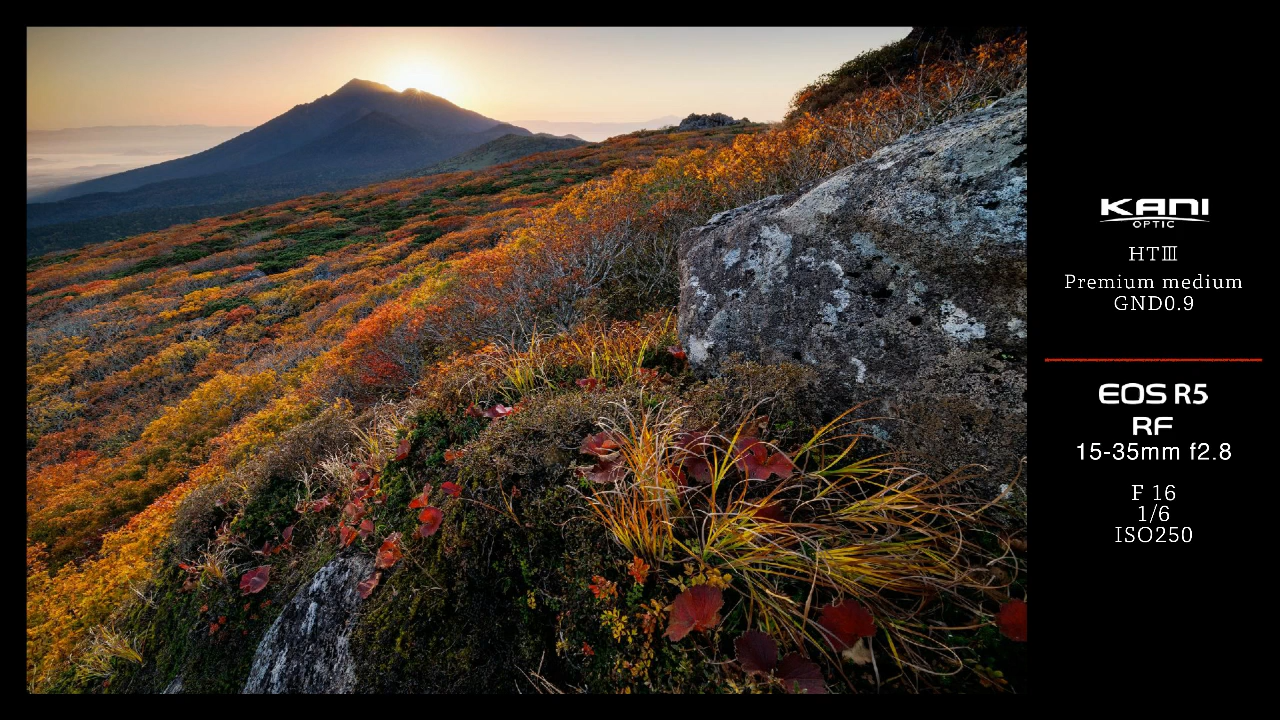 KANI
OPTIC
HTⅢ
Premium medium
GND0.9
EOS R5
RF
15-35mm f2.8
F 16
1/6
ISO250